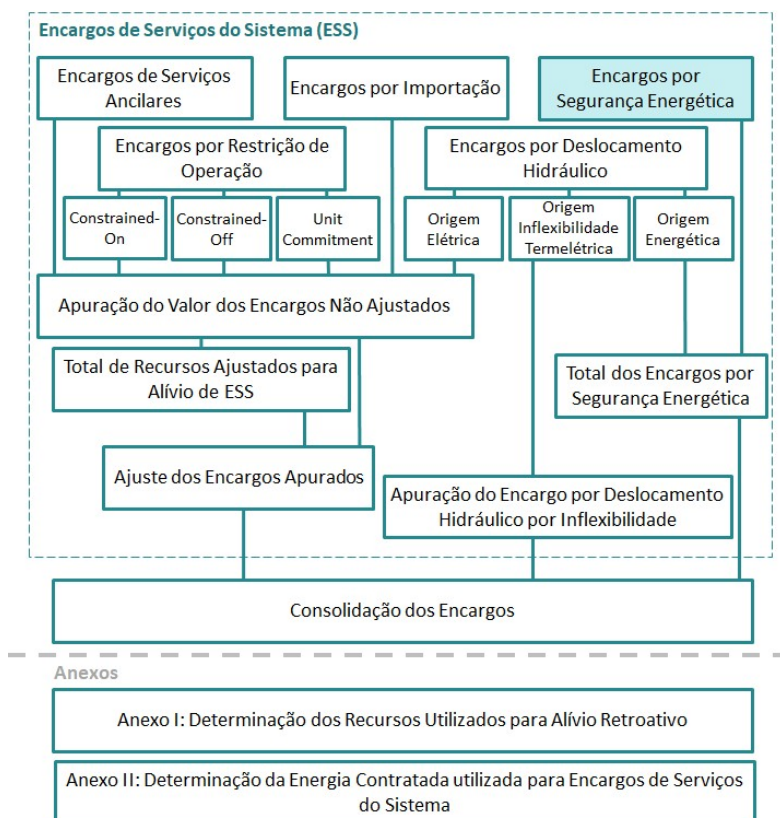 Encargos de Serviços do Sistema (ESS)
Encargos de Serviços
Ancilares
Encargos por Importação
Encargos por
Segurança Energética
Encargos por Restrição de
Operação
Encargos por Deslocamento
Hidráulico
Constrained-
On
Constrained-
Off
Unit
Commitment
Origem
Elétrica
Origem
Inflexibilidade
Termelétrica
Origem
Energética
Apuração do Valor dos Encargos Não Ajustados
Total de Recursos Ajustados para
Alívio de ESS
Total dos Encargos por
Segurança Energética
Ajuste dos Encargos Apurados
Apuração do Encargo por Deslocamento
Hidráulico por Inflexibilidade
Consolidação dos Encargos
Anexos
Anexo I: Determinação dos Recursos Utilizados para Alívio Retroativo
Anexo II: Determinação da Energia Contratada utilizada para Encargos de Serviços
do Sistema